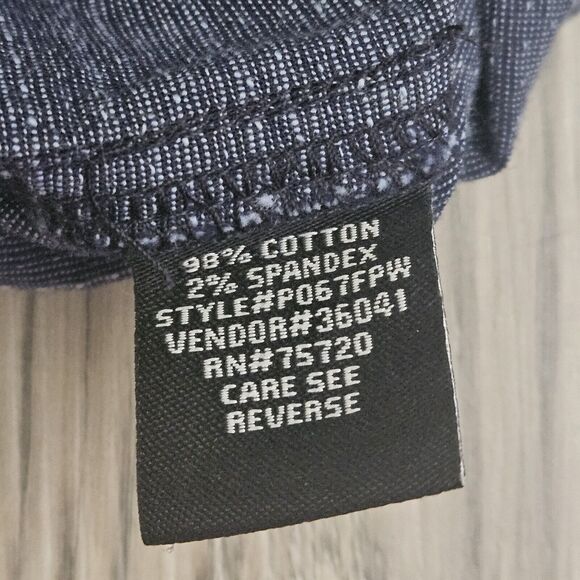 98% COTTON
2% SPANDEX
STYLE#P067FPW
VENDOR#36041
RN#75720
CARE SEE
REVERSE